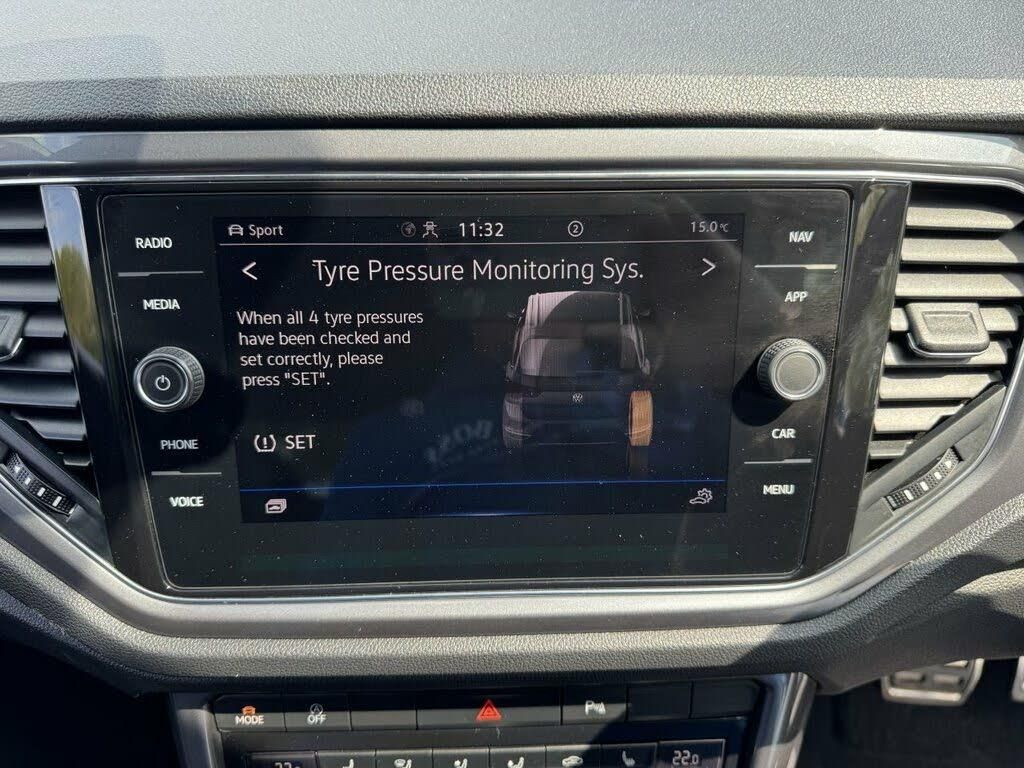 RADIO
MEDIA
PHONE
VOICE
Sport
11:32
2
15.0°C
Tyre Pressure Monitoring Sys.
When all 4 tyre pressures
have been checked and
set correctly, please
press "SET".
SET
NAV
APP
CAR
MENU
MODE
OFF
P
22.0